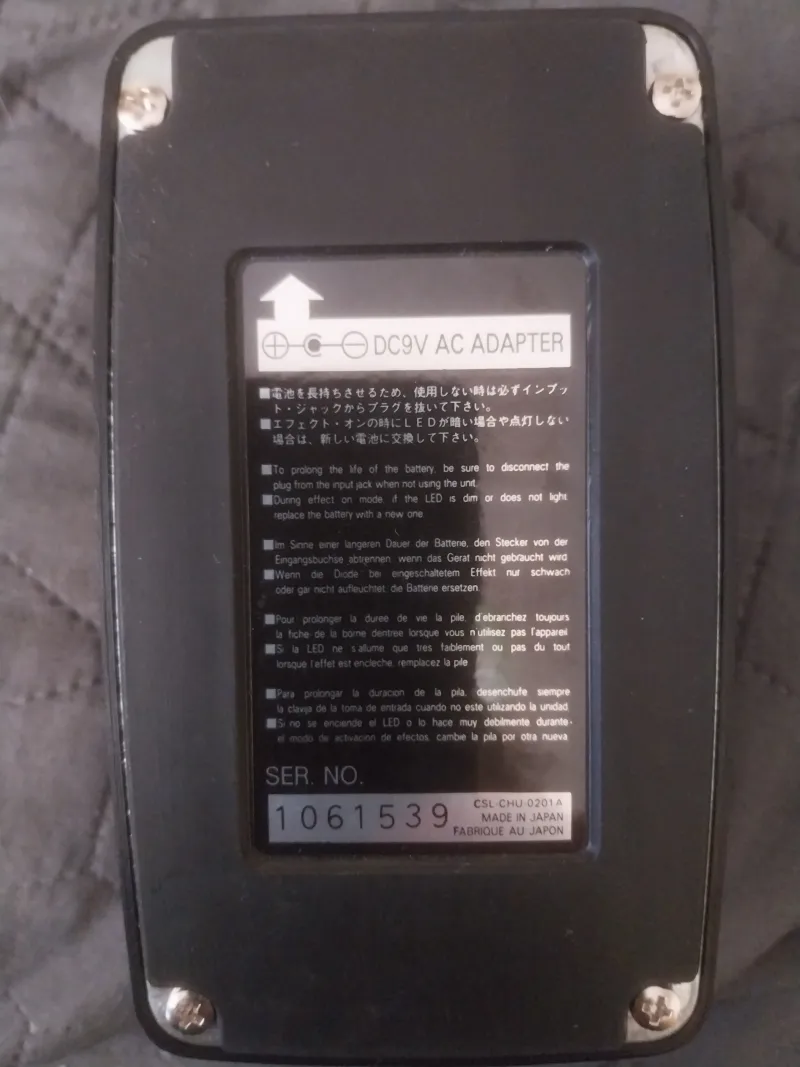 DC9V AC ADAPTER
■電池を長持ちさせるため、使用しない時は必ずインプッ
ト・ジャックからプラグを抜いて下さい。
■エフェクト・オンの時にLEDが暗い場合や点灯しない
場合は、新しい電池に交換して下さい。
■To prolong the life of the battery, be sure to disconnect the
plug from the input jack when not using the unit.
■During effect on mode, if the LED is dim or does not light
replace the battery with a new one
■Im Sinne einer langeren Dauer der Batterie, den Stecker von der
Eingangsbuchse abtrennen, wenn das Gerat nicht gebraucht wird.
■Wenn die Diode bei eingeschaltetem Effekt nur schwach
oder gar nicht aufleuchtet, die Batterie ersetzen.
■Pour prolonger la duree de vie la pile, d'ebranchez toujours
la fiche de la borne dentree lorsque vous n'utilisez pas l'appareil
■Si la LED ne s'allume que tres faiblement ou pas du tout
lorsque l'effet est encleche, remplacez la pile
■Para prolongar la duracion de la pila, desenchufe siempre
la clavija de la toma de entrada cuando no este utilizando la unidad.
■Si no se enciende el LED o lo hace muy debilmente durante
el modo de activacion de efectos, cambie la pila por otra nueva.
SER. NO.
1061539
CSL-CHU-0201A
MADE IN JAPAN
FABRIQUE AU JAPON